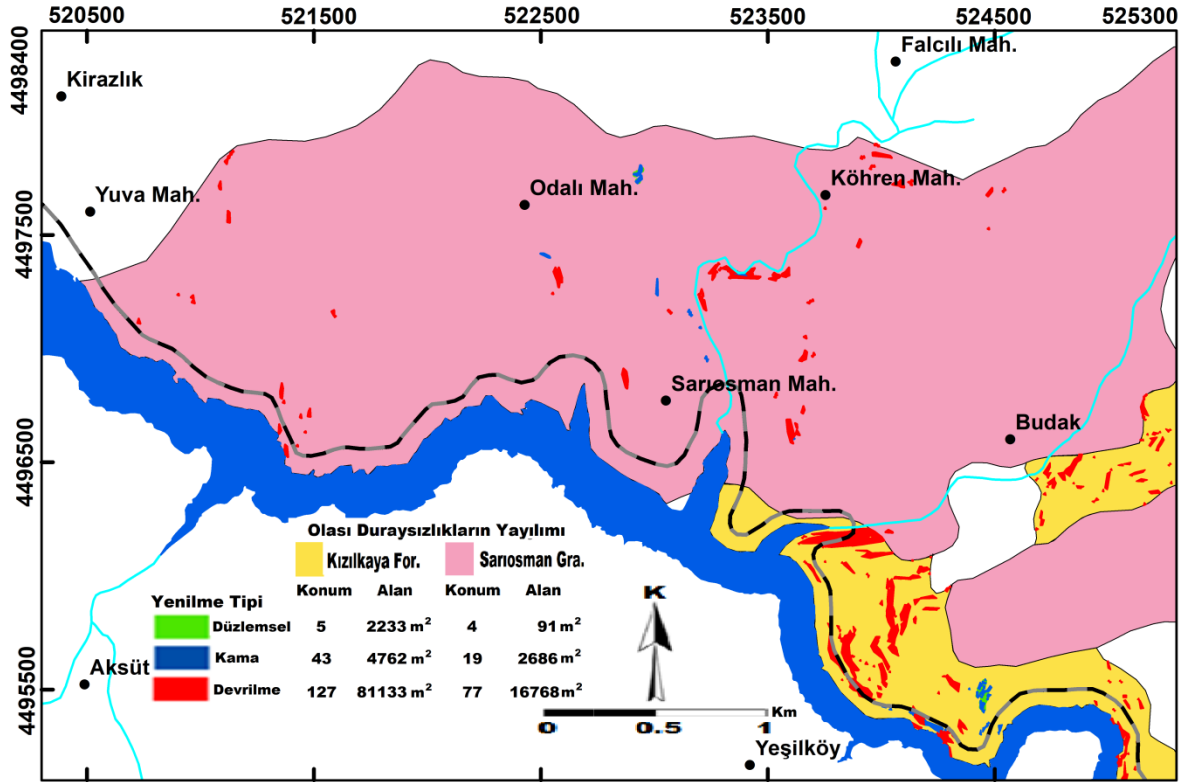 520500 521500 522500 523500 524500 525300
4498400
4497500
4496500
4495500
Falcılı Mah.
Kirazlık
Köhren Mah.
Odalı Mah.
Yuva Mah.
Sarıosman Mah.
Budak
Olası Duraysızlıkların Yayılımı
Kızılkaya For. Sarıosman Gra.
Konum Alan Konum Alan
Yenilme Tipi
Düzlemsel 5 2233 m² 4 91 m²
Kama 43 4762 m² 19 2686 m²
Devrilme 127 81133 m² 77 16768 m²
K
0 0.5 1 Km
Aksüt
Yeşilköy